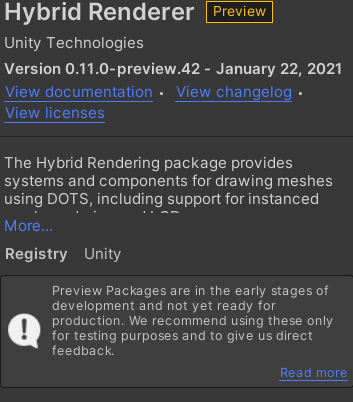 Hybrid Renderer Preview
Unity Technologies
Version 0.11.0-preview.42 - January 22, 2021
View documentation • View changelog •
View licenses
The Hybrid Rendering package provides
systems and components for drawing meshes
using DOTS, including support for instanced
More...
Registry Unity
Preview Packages are in the early stages of
development and not yet ready for
production. We recommend using these only
for testing purposes and to give us direct
feedback.
Read more